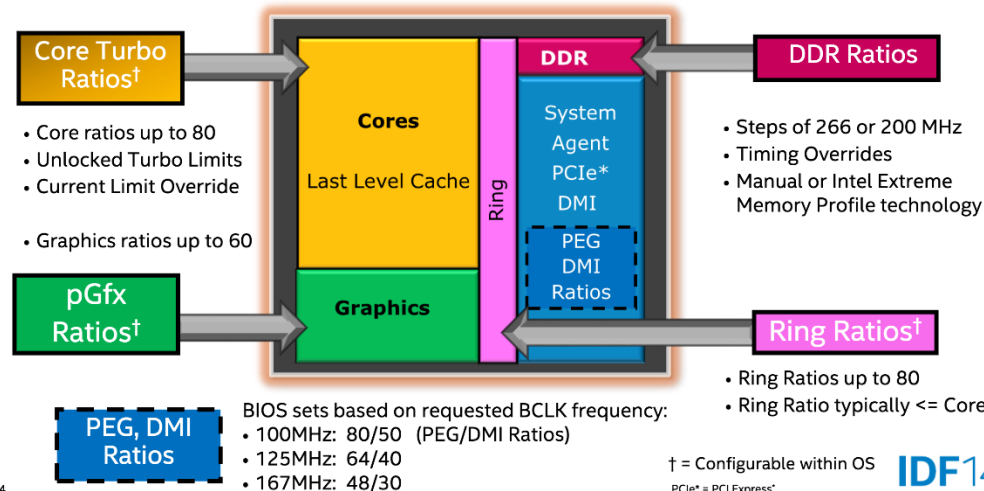 Core Turbo
Ratios†
• Core ratios up to 80
• Unlocked Turbo Limits
• Current Limit Override
• Graphics ratios up to 60
pGfx
Ratios†
Cores
Last Level Cache
Graphics
Ring
DDR
System
Agent
PCIe*
DMI
PEG
DMI
Ratios
DDR Ratios
• Steps of 266 or 200 MHz
• Timing Overrides
• Manual or Intel Extreme
Memory Profile technology
Ring Ratios†
• Ring Ratios up to 80
• Ring Ratio typically <= Core
PEG, DMI
Ratios
BIOS sets based on requested BCLK frequency:
• 100MHz: 80/50 (PEG/DMI Ratios)
• 125MHz: 64/40
• 167MHz: 48/30
† = Configurable within OS
PCIe* = PCI Express*
IDF14
4